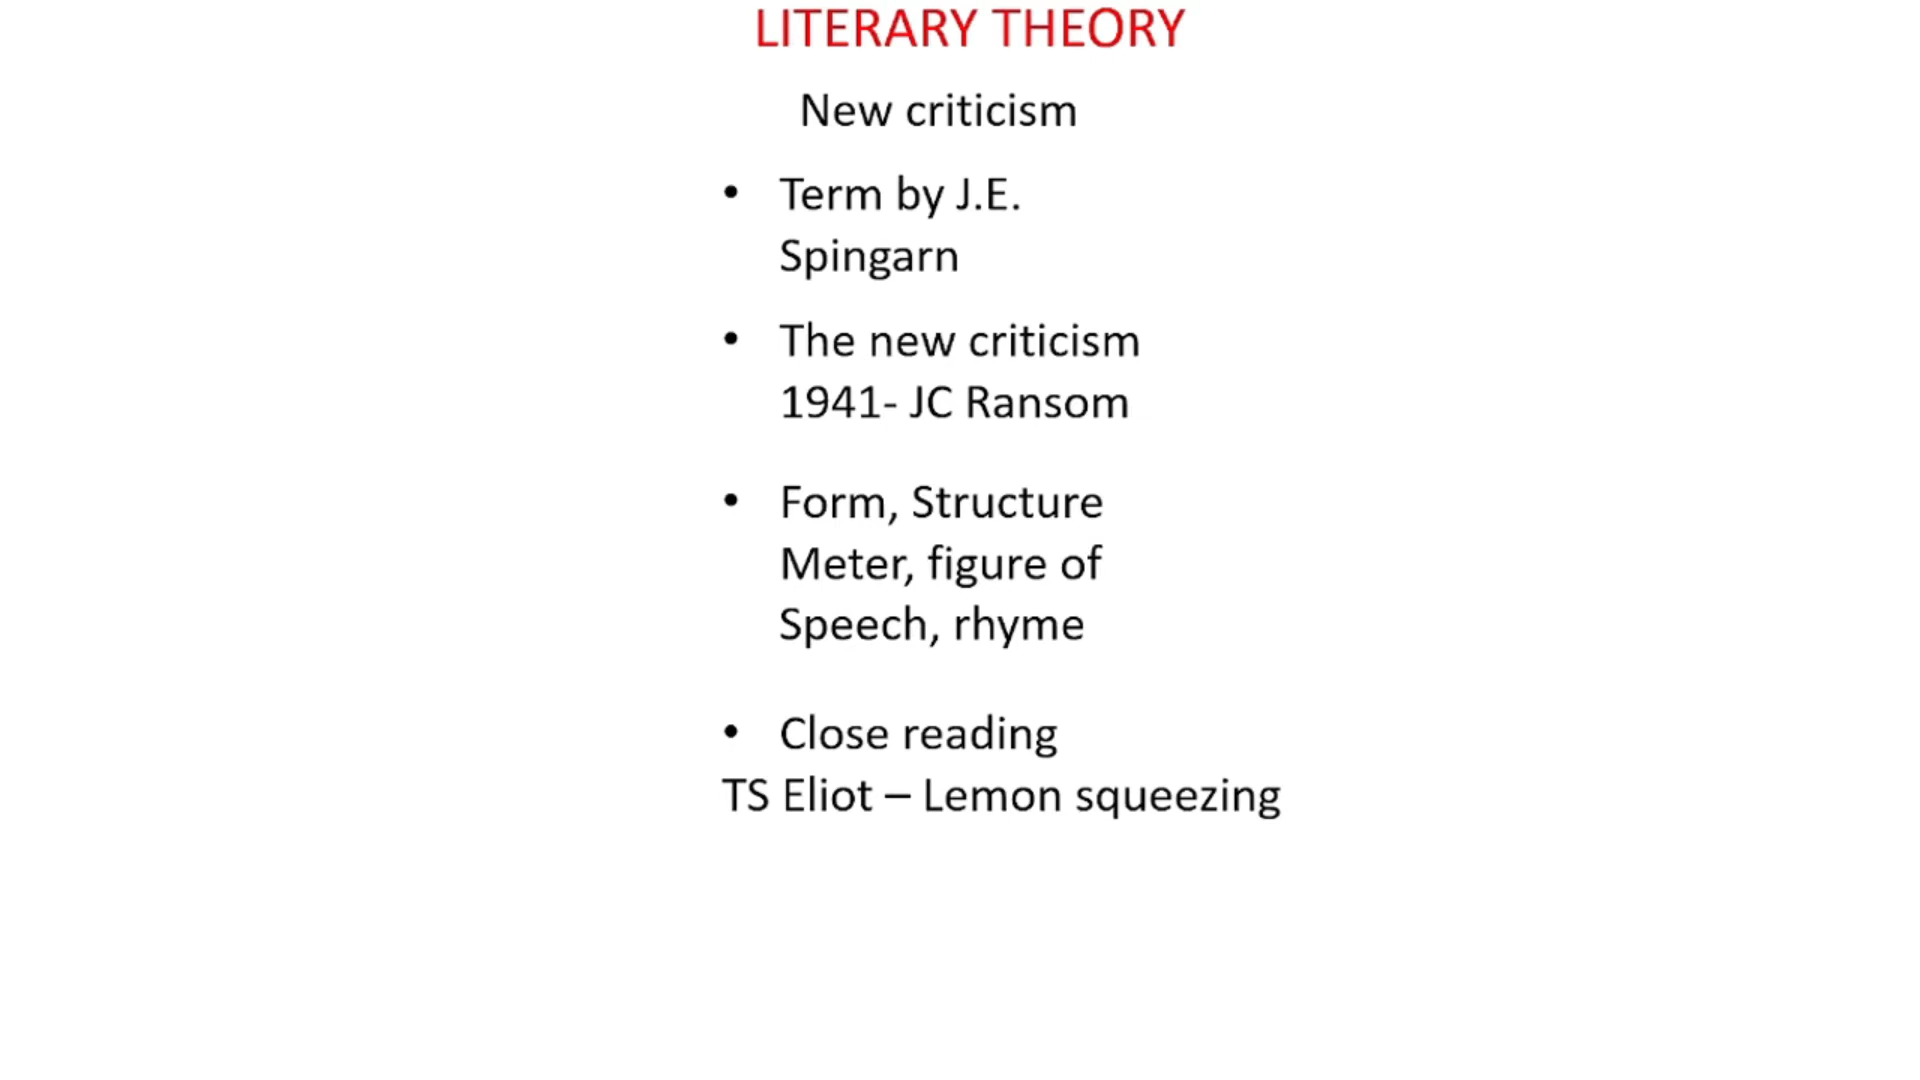 LITERARY THEORY
New criticism
• Term by J.E.
Spingarn
• The new criticism
1941- JC Ransom
• Form, Structure
Meter, figure of
Speech, rhyme
• Close reading
TS Eliot – Lemon squeezing